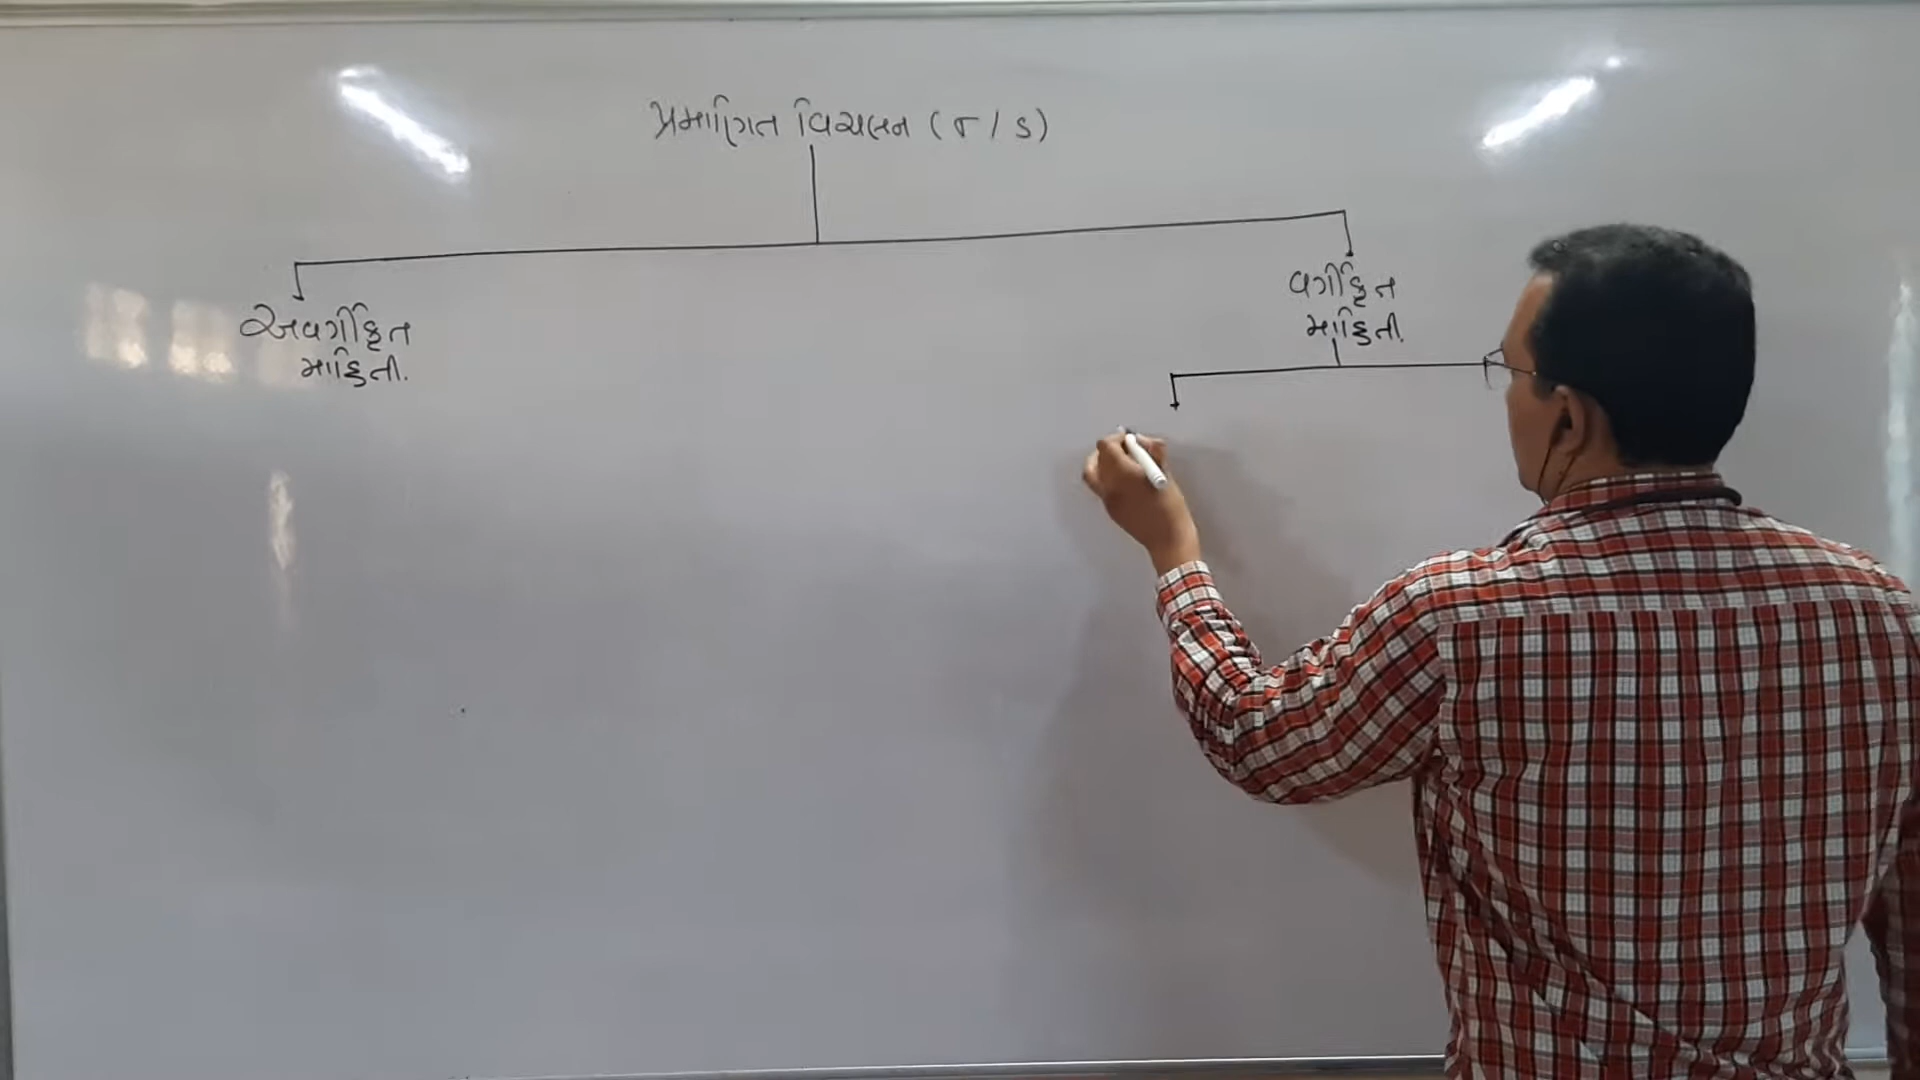 પ્રમાણિત વિચલન (σ / S)
અવર્ગીકૃત
માહિતી.
વર્ગીકૃત
માહિતી.